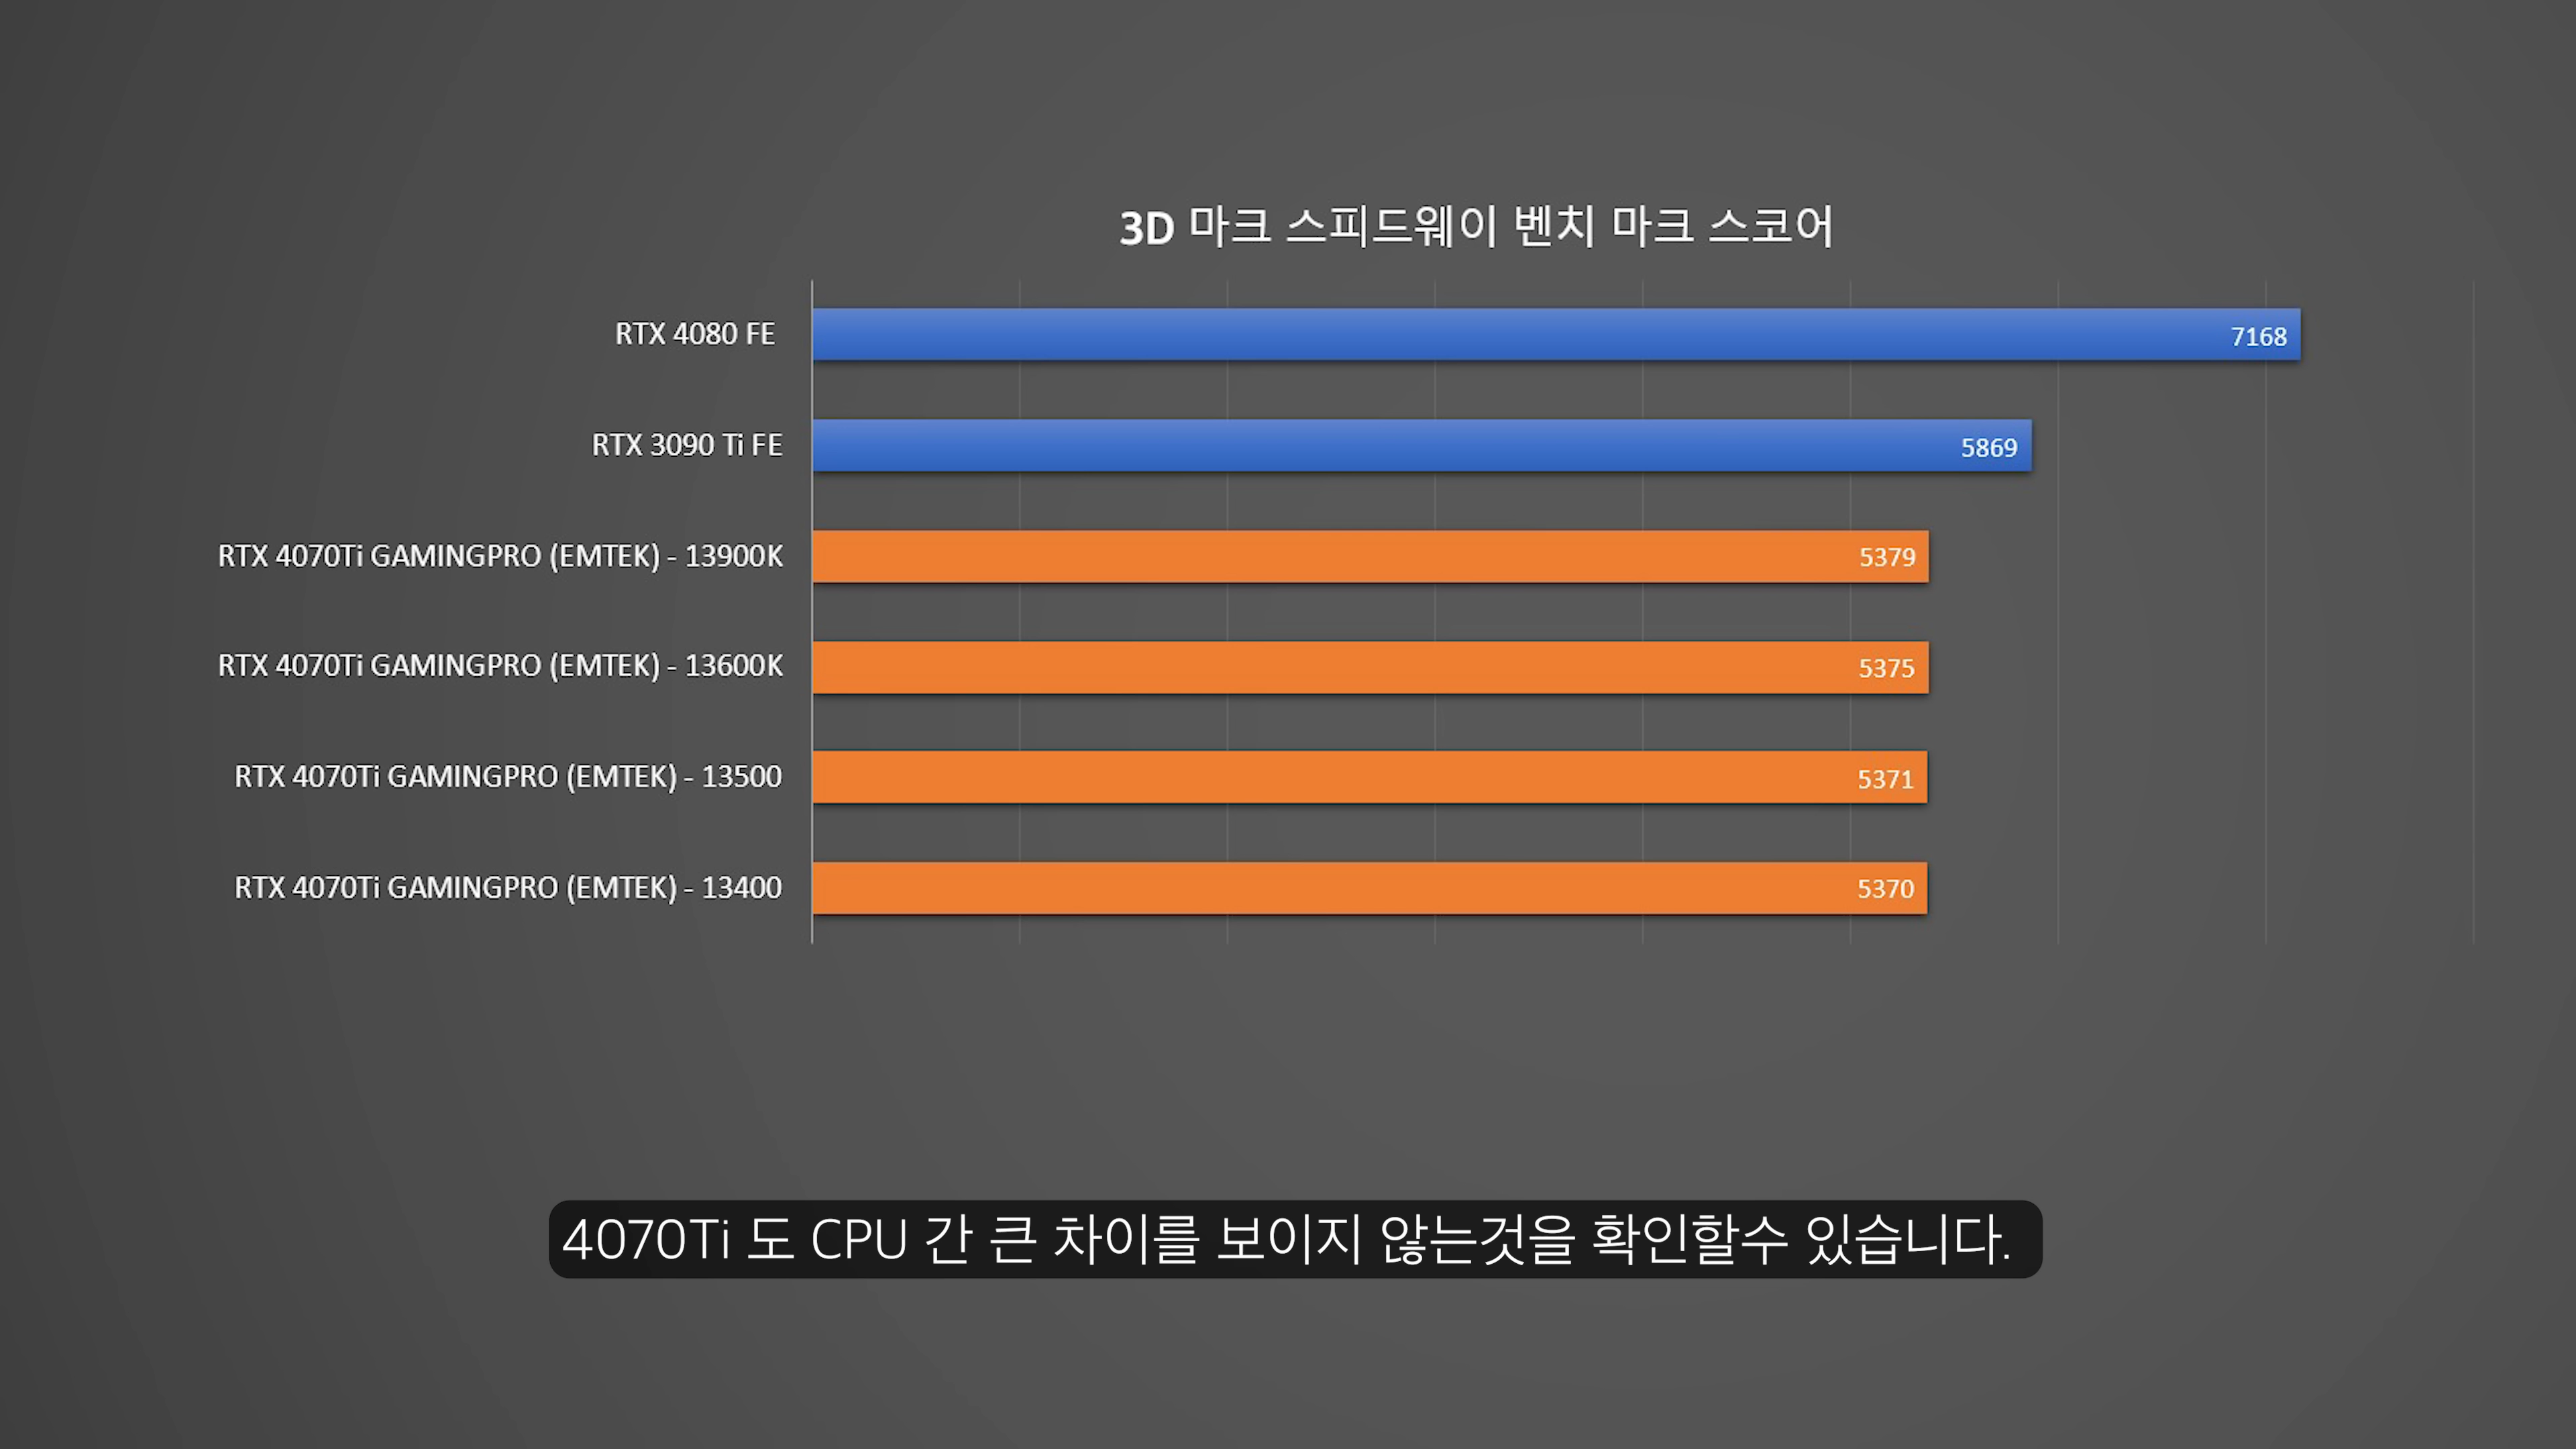 3D 마크 스피드웨이 벤치 마크 스코어
RTX 4080 FE 7168
RTX 3090 Ti FE 5869
RTX 4070Ti GAMINGPRO (EMTEK) - 13900K 5379
RTX 4070Ti GAMINGPRO (EMTEK) - 13600K 5375
RTX 4070Ti GAMINGPRO (EMTEK) - 13500 5371
RTX 4070Ti GAMINGPRO (EMTEK) - 13400 5370
4070Ti 도 CPU 간 큰 차이를 보이지 않는것을 확인할수 있습니다.